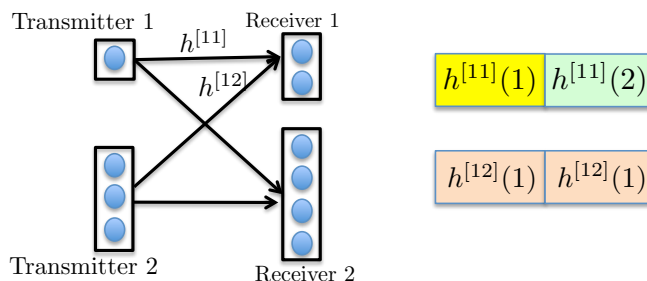 Transmitter 1
Receiver 1
h^[11]
h^[12]
h^[11](1) h^[11](2)
h^[12](1) h^[12](1)
Transmitter 2
Receiver 2